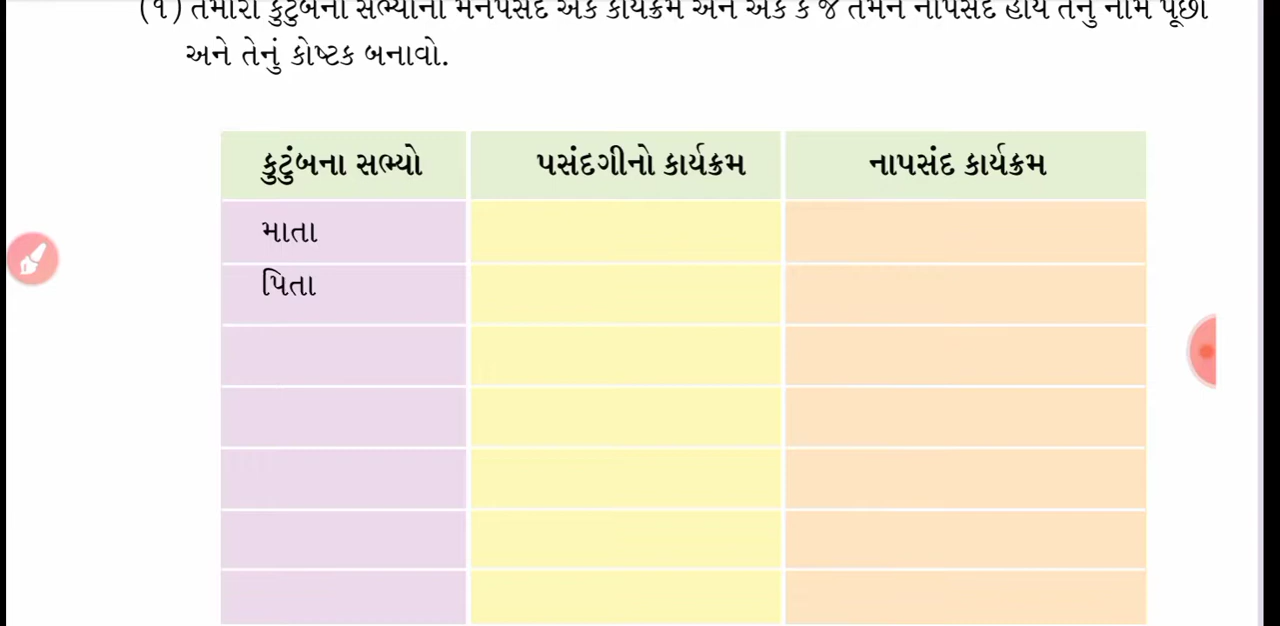 (૧) તમારા કુટુંબના સભ્યોના મનપસંદ એક કાર્યક્રમ અને એક કે જે તેમને નાપસંદ હોય તેનું નામ પૂછો
અને તેનું કોષ્ટક બનાવો.
કુટુંબના સભ્યો પસંદગીનો કાર્યક્રમ નાપસંદ કાર્યક્રમ
માતા
પિતા